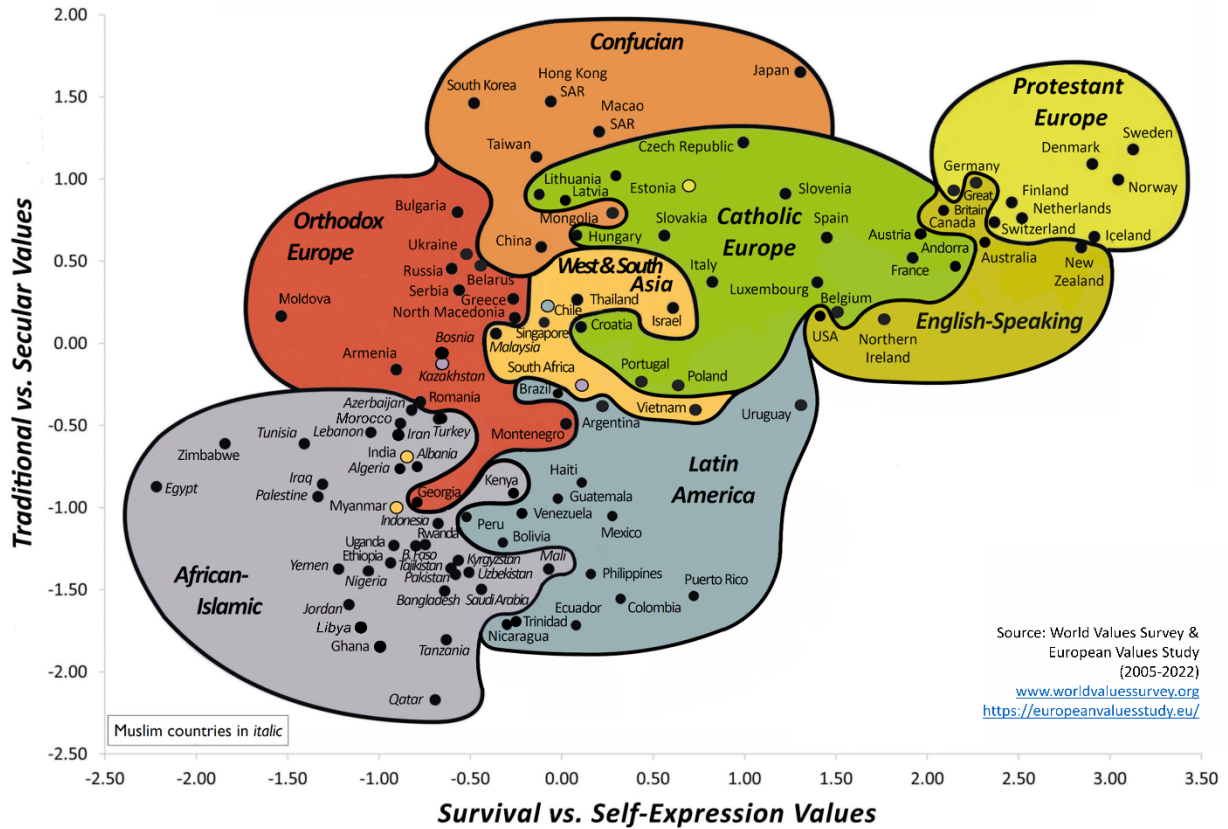 2.00
1.50
1.00
0.50
0.00
-0.50
-1.00
-1.50
-2.00
-2.50
Traditional vs. Secular Values
Confucian
Hong Kong
SAR
Japan
South Korea
Macao
SAR
Taiwan
Protestant
Europe
Sweden
Denmark
Norway
Germany
Finland
Netherlands
Switzerland
Iceland
Great
Britain
Canada
Australia
New
Zealand
English-Speaking
USA
Northern
Ireland
Czech Republic
Lithuania
Latvia
Estonia
Slovenia
Mongolia
Slovakia
Catholic
Europe
Spain
Hungary
China
Austria
Andorra
France
Italy
Luxembourg
Belgium
Croatia
Portugal
Poland
Orthodox
Europe
Bulgaria
Ukraine
Russia
Belarus
Serbia
Greece
North Macedonia
Moldova
Bosnia
Armenia
Kazakhstan
Romania
Montenegro
Georgia
West & South
Asia
Thailand
Chile
Israel
Singapore
Malaysia
South Africa
Vietnam
Brazil
Argentina
Uruguay
Latin
America
Haiti
Guatemala
Venezuela
Mexico
Peru
Bolivia
Philippines
Puerto Rico
Ecuador
Colombia
Trinidad
Nicaragua
Azerbaijan
Morocco
Lebanon
Iran
Turkey
Tunisia
Zimbabwe
India
Albania
Algeria
Iraq
Egypt
Palestine
Myanmar
Kenya
Indonesia
Rwanda
Uganda
Ethiopia
B. Faso
Tajikistan
Kyrgyzstan
Mali
Yemen
Nigeria
Pakistan
Uzbekistan
Bangladesh
Saudi Arabia
African-
Islamic
Jordan
Libya
Ghana
Tanzania
Qatar
Source: World Values Survey &
European Values Study
(2005-2022)
www.worldvaluessurvey.org
https://europeanvaluesstudy.eu/
Muslim countries in italic
-2.50 -2.00 -1.50 -1.00 -0.50 0.00 0.50 1.00 1.50 2.00 2.50 3.00 3.50
Survival vs. Self-Expression Values